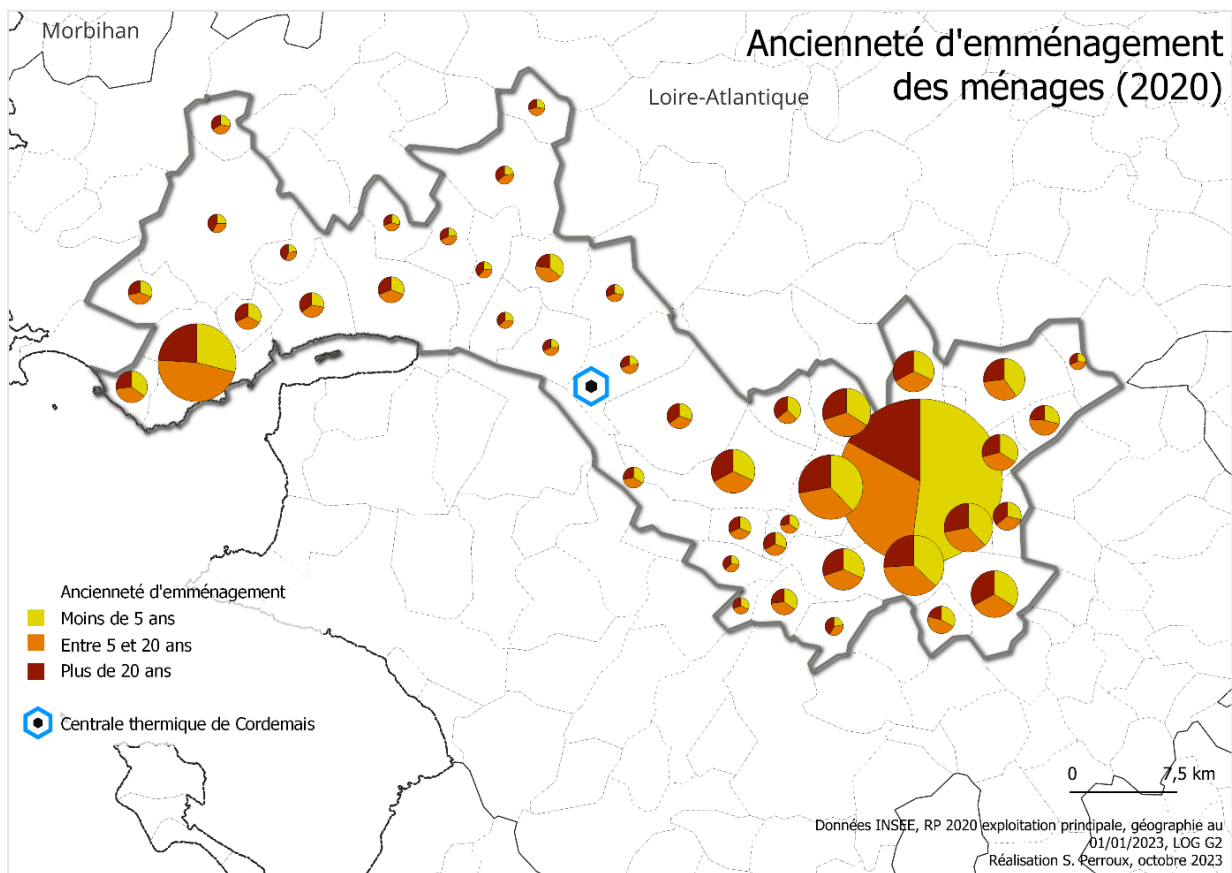 Morbihan
Ancienneté d'emménagement
des ménages (2020)
Loire-Atlantique
Ancienneté d'emménagement
Moins de 5 ans
Entre 5 et 20 ans
Plus de 20 ans
Centrale thermique de Cordemais
0 7,5 km
Données INSEE, RP 2020 exploitation principale, géographie au
01/01/2023, LOG G2
Réalisation S. Perroux, octobre 2023